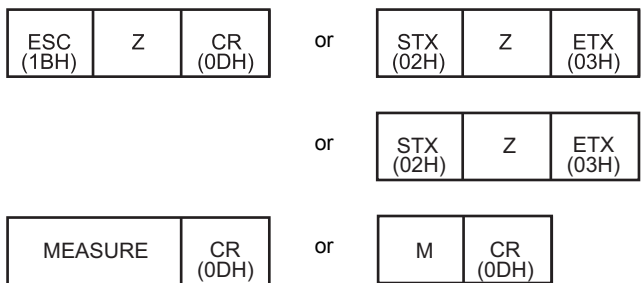 ESC (1BH) Z CR (0DH) or STX (02H) Z ETX (03H)
or STX (02H) Z ETX (03H)
MEASURE CR (0DH) or M CR (0DH)